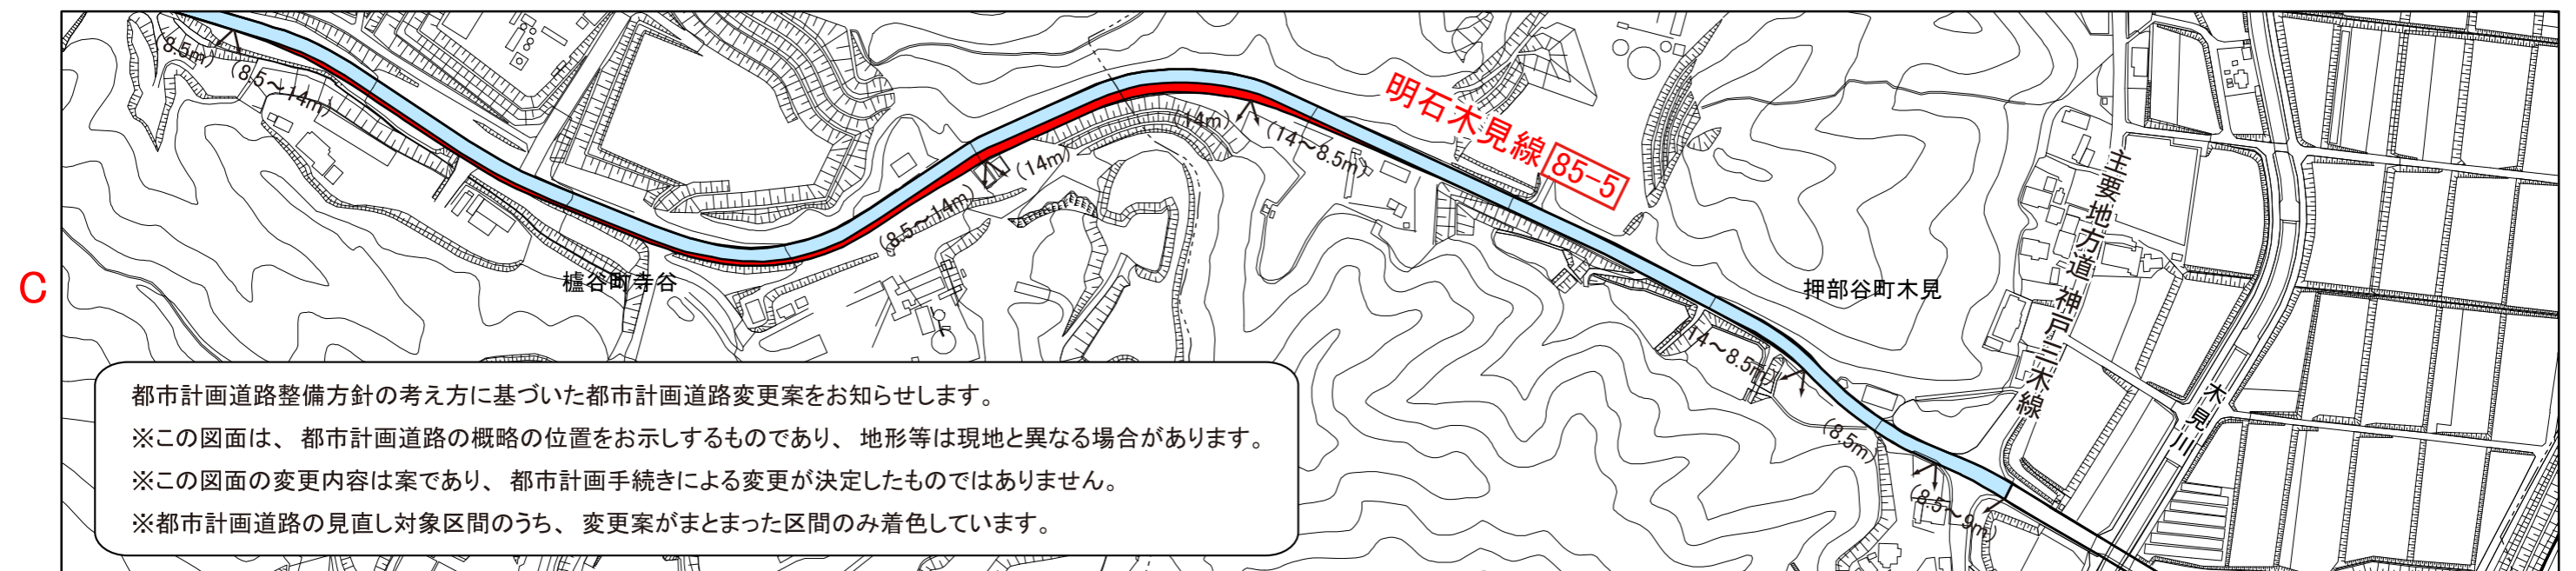 (8.5m)
(8.5～14m)
(8.5～14m)
(14m)
(14m)
(14～8.5m)
明石木見線 85-5
主要地方道 神戸三木線
C
櫨谷町寺谷
押部谷町木見
14～8.5m)
(8.5m)
(8.5～9m)
木見川
都市計画道路整備方針の考え方に基づいた都市計画道路変更案をお知らせします。
※この図面は、都市計画道路の概略の位置をお示しするものであり、地形等は現地と異なる場合があります。
※この図面の変更内容は案であり、都市計画手続きによる変更が決定したものではありません。
※都市計画道路の見直し対象区間のうち、変更案がまとまった区間のみ着色しています。